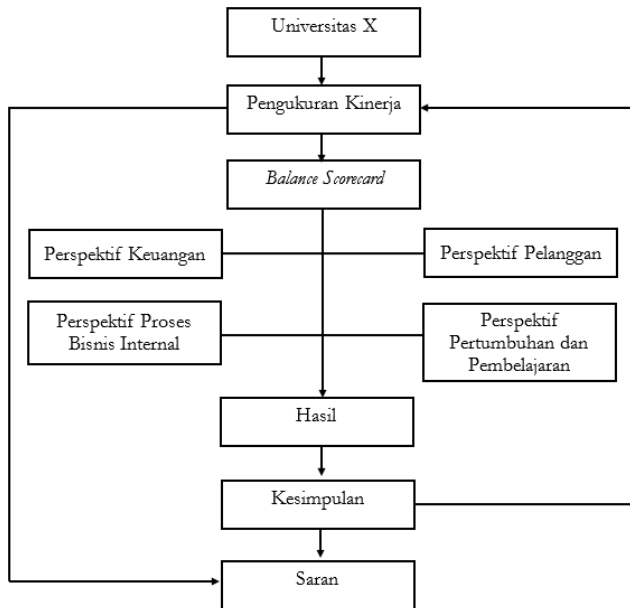 Universitas X
Pengukuran Kinerja
Balance Scorecard
Perspektif Keuangan
Perspektif Pelanggan
Perspektif Proses
Bisnis Internal
Perspektif
Pertumbuhan dan
Pembelajaran
Hasil
Kesimpulan
Saran